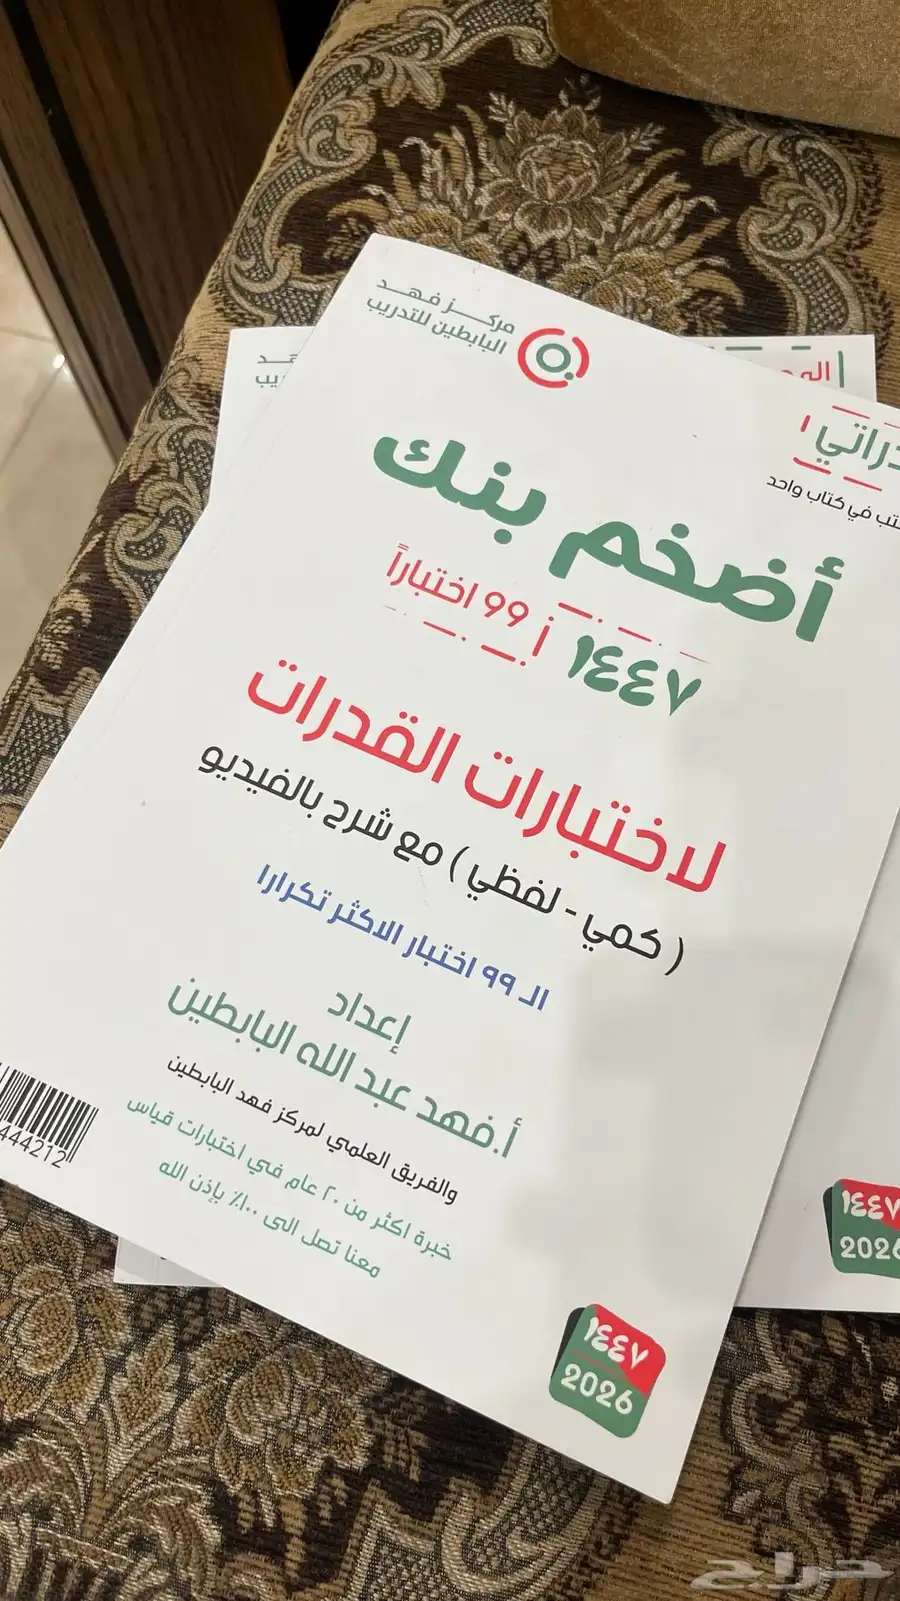 مركز فهد
البابطين للتدريب
أضخم بنك
١٤٤٧ أ ٩٩ اختباراً
لاختبارات القدرات
( كمي - لفظي ) مع شرح بالفيديو
الـ ٩٩ اختبار الاكثر تكرارا
إعداد
أ.فهد عبد الله البابطين
والفريق العلمي لمركز فهد البابطين
خبرة اكثر من ٢٠ عام في اختبارات قياس
معنا تصل الى ١٠٠٪ بإذن الله
444212
١٤٤٧
2026
في كتاب واحد
١٤٤٧
2026
حراج